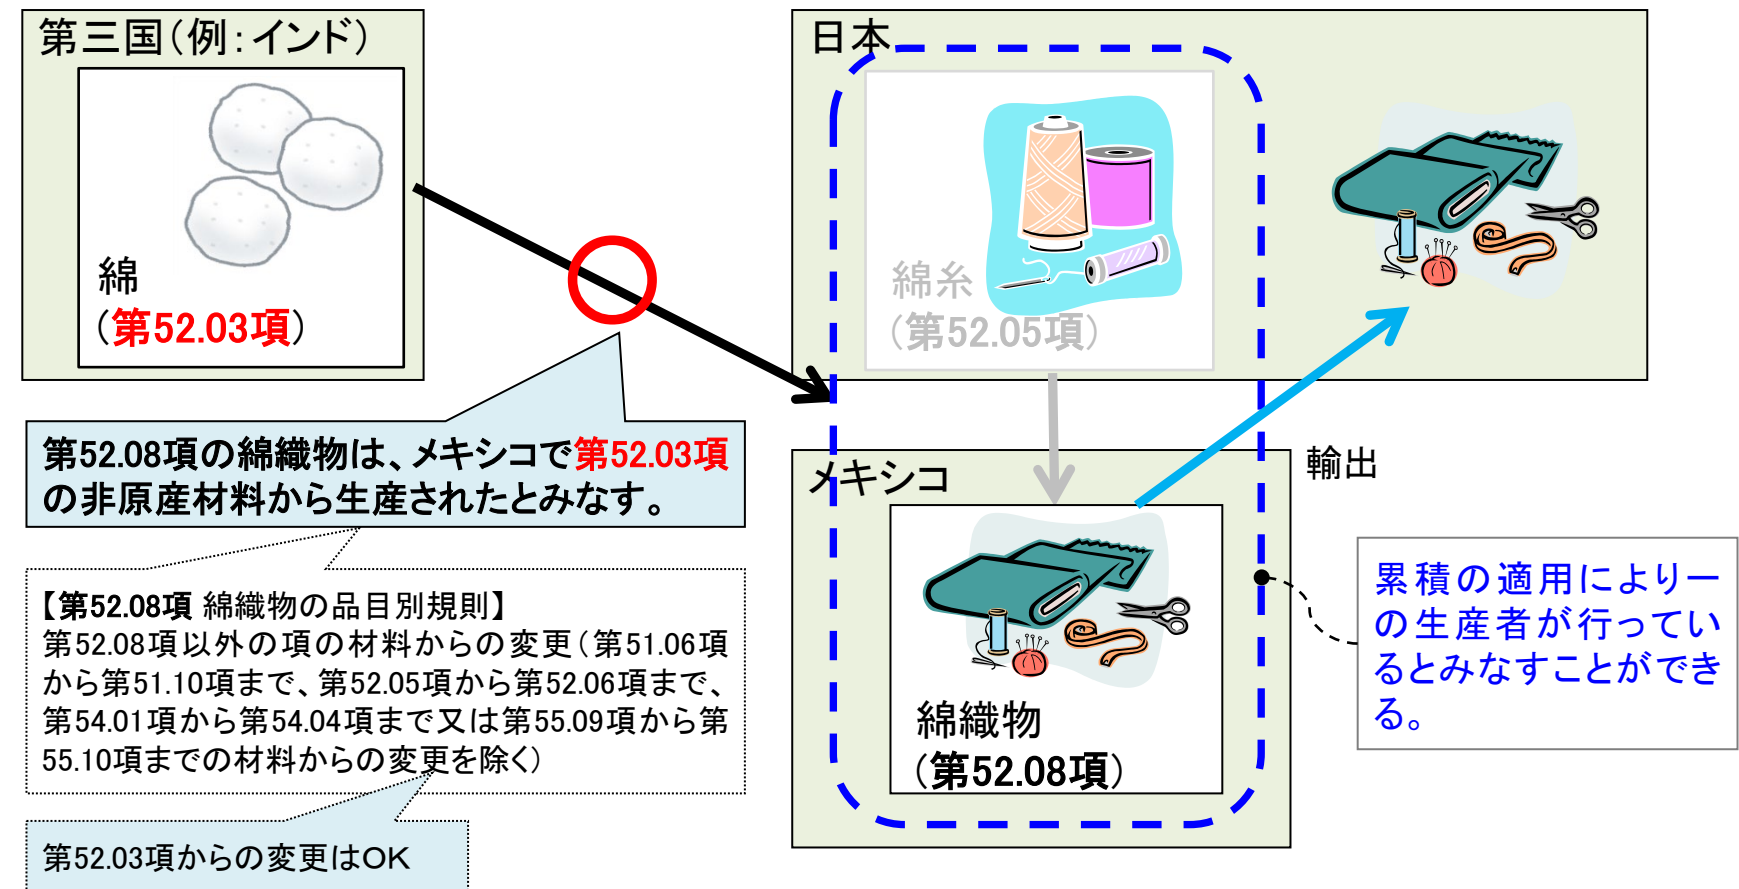 第三国（例：インド）
綿
（第52.03項）
日本
綿糸
（第52.05項）
第52.08項の綿織物は、メキシコで第52.03項
の非原産材料から生産されたとみなす。
【第52.08項 綿織物の品目別規則】
第52.08項以外の項の材料からの変更（第51.06項
から第51.10項まで、第52.05項から第52.06項まで、
第54.01項から第54.04項まで又は第55.09項から第
55.10項までの材料からの変更を除く）
第52.03項からの変更はＯＫ
メキシコ
綿織物
（第52.08項）
輸出
累積の適用により一
の生産者が行ってい
るとみなすことができ
る。